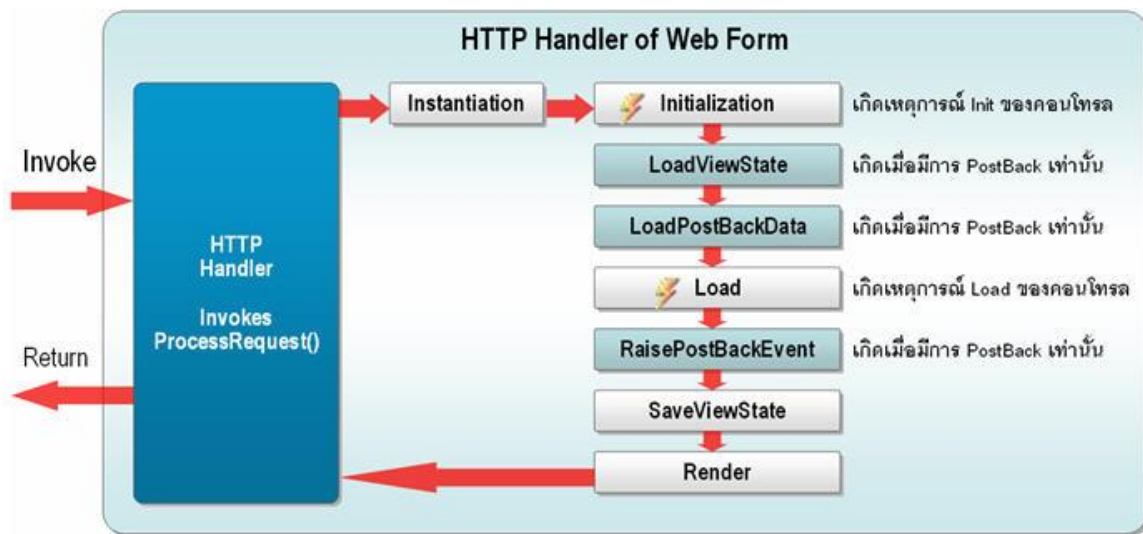 HTTP Handler of Web Form
Invoke
Return
HTTP
Handler
Invokes
ProcessRequest()
Instantiation
Initialization
เกิดเหตุการณ์ Init ของคอนโทรล
LoadViewState
เกิดเมื่อมีการ PostBack เท่านั้น
LoadPostBackData
เกิดเมื่อมีการ PostBack เท่านั้น
Load
เกิดเหตุการณ์ Load ของคอนโทรล
RaisePostBackEvent
เกิดเมื่อมีการ PostBack เท่านั้น
SaveViewState
Render